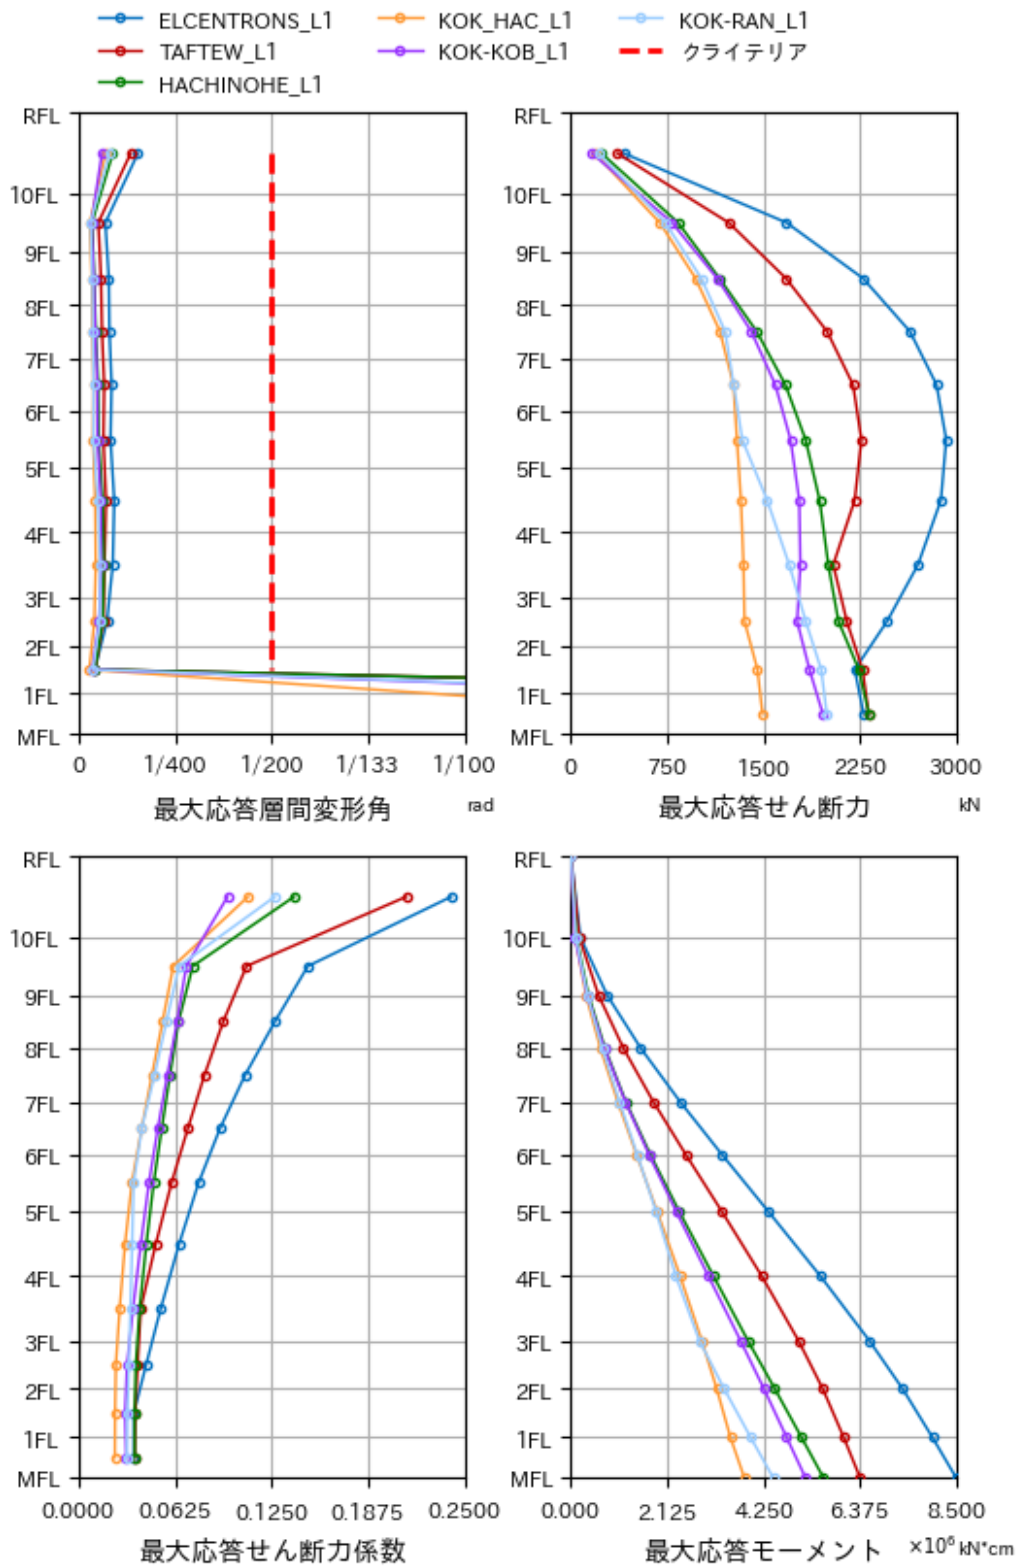 ELCENTRONS_L1 KOK_HAC_L1 KOK-RAN_L1
TAFTEW_L1 KOK-KOB_L1 クライテリア
HACHINOHE_L1
RFL
10FL
9FL
8FL
7FL
6FL
5FL
4FL
3FL
2FL
1FL
MFL
0 1/400 1/200 1/133 1/100
最大応答層間変形角 rad
RFL
10FL
9FL
8FL
7FL
6FL
5FL
4FL
3FL
2FL
1FL
MFL
0 750 1500 2250 3000
最大応答せん断力 kN
RFL
10FL
9FL
8FL
7FL
6FL
5FL
4FL
3FL
2FL
1FL
MFL
0.0000 0.0625 0.1250 0.1875 0.2500
最大応答せん断力係数
RFL
10FL
9FL
8FL
7FL
6FL
5FL
4FL
3FL
2FL
1FL
MFL
0.000 2.125 4.250 6.375 8.500
最大応答モーメント ×10⁶ kN*cm